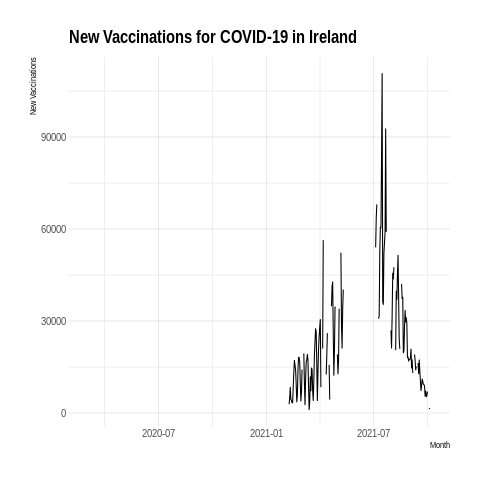 New Vaccinations for COVID-19 in Ireland
New Vaccinations
90000
60000
30000
0
2020-07 2021-01 2021-07
Month